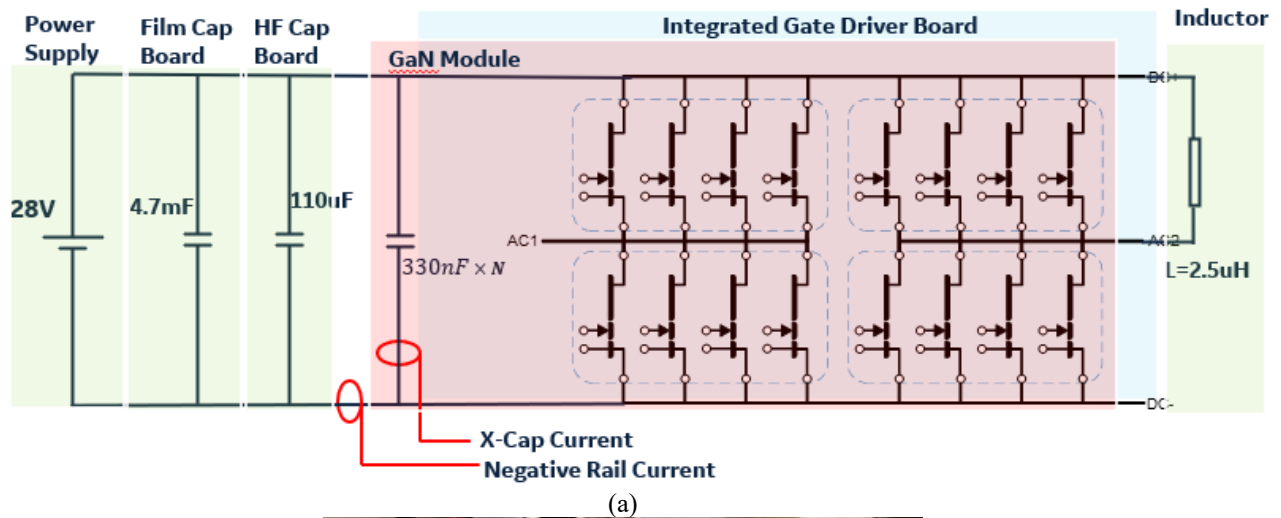 Power
Supply
Film Cap
Board
HF Cap
Board
GaN Module
Integrated Gate Driver Board
Inductor
DC+
28V
4.7mF
110uF
330nF × N
AC1
AC2
L=2.5uH
DC-
X-Cap Current
Negative Rail Current
(a)